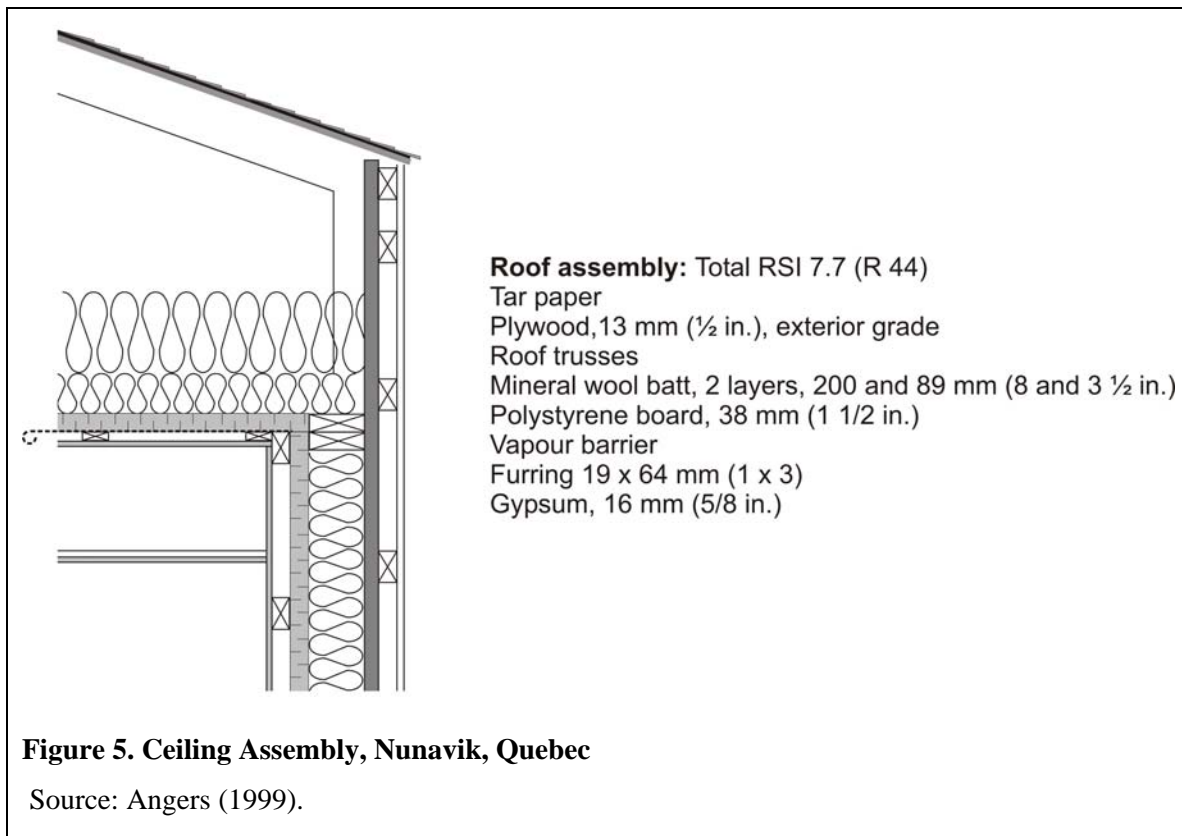 Roof assembly: Total RSI 7.7 (R 44)
Tar paper
Plywood,13 mm (½ in.), exterior grade
Roof trusses
Mineral wool batt, 2 layers, 200 and 89 mm (8 and 3 ½ in.)
Polystyrene board, 38 mm (1 1/2 in.)
Vapour barrier
Furring 19 x 64 mm (1 x 3)
Gypsum, 16 mm (5/8 in.)
Figure 5. Ceiling Assembly, Nunavik, Quebec
Source: Angers (1999).